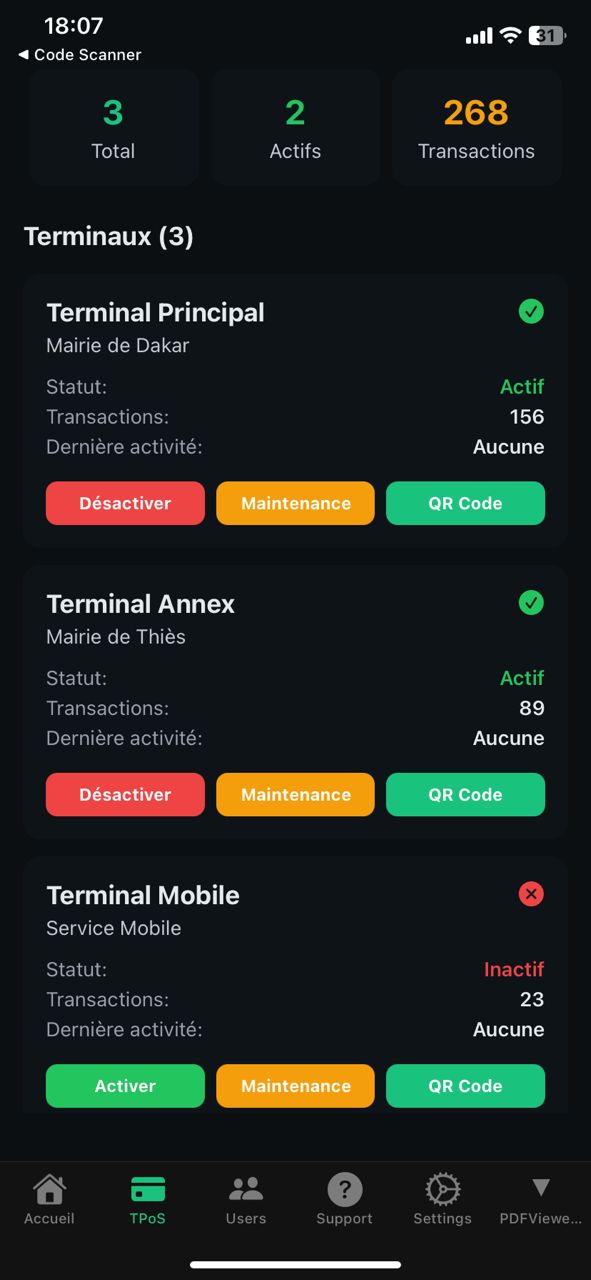 18:07
31
◀ Code Scanner
3
Total
2
Actifs
268
Transactions
Terminaux (3)
Terminal Principal
Mairie de Dakar
Statut: Actif
Transactions: 156
Dernière activité: Aucune
Désactiver Maintenance QR Code
Terminal Annex
Mairie de Thiès
Statut: Actif
Transactions: 89
Dernière activité: Aucune
Désactiver Maintenance QR Code
Terminal Mobile
Service Mobile
Statut: Inactif
Transactions: 23
Dernière activité: Aucune
Activer Maintenance QR Code
Accueil TPoS Users Support Settings PDFViewe...